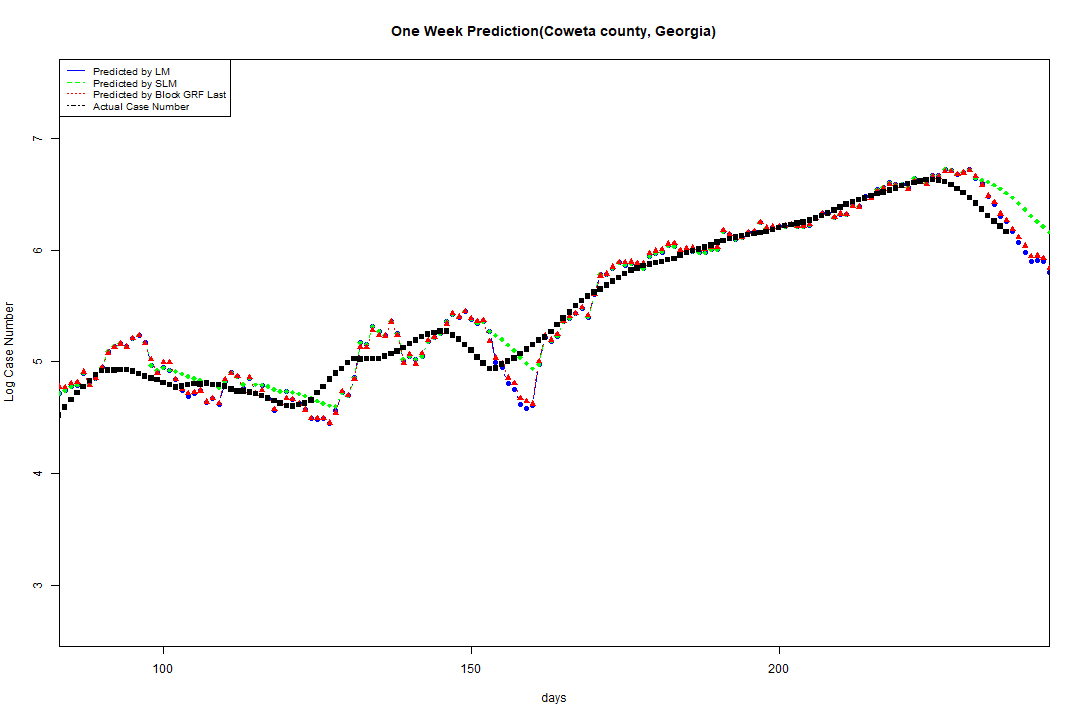 One Week Prediction(Coweta county, Georgia)
Predicted by LM
Predicted by SLM
Predicted by Block GRF Last
Actual Case Number
7
6
5
4
3
Log Case Number
100 150 200
days